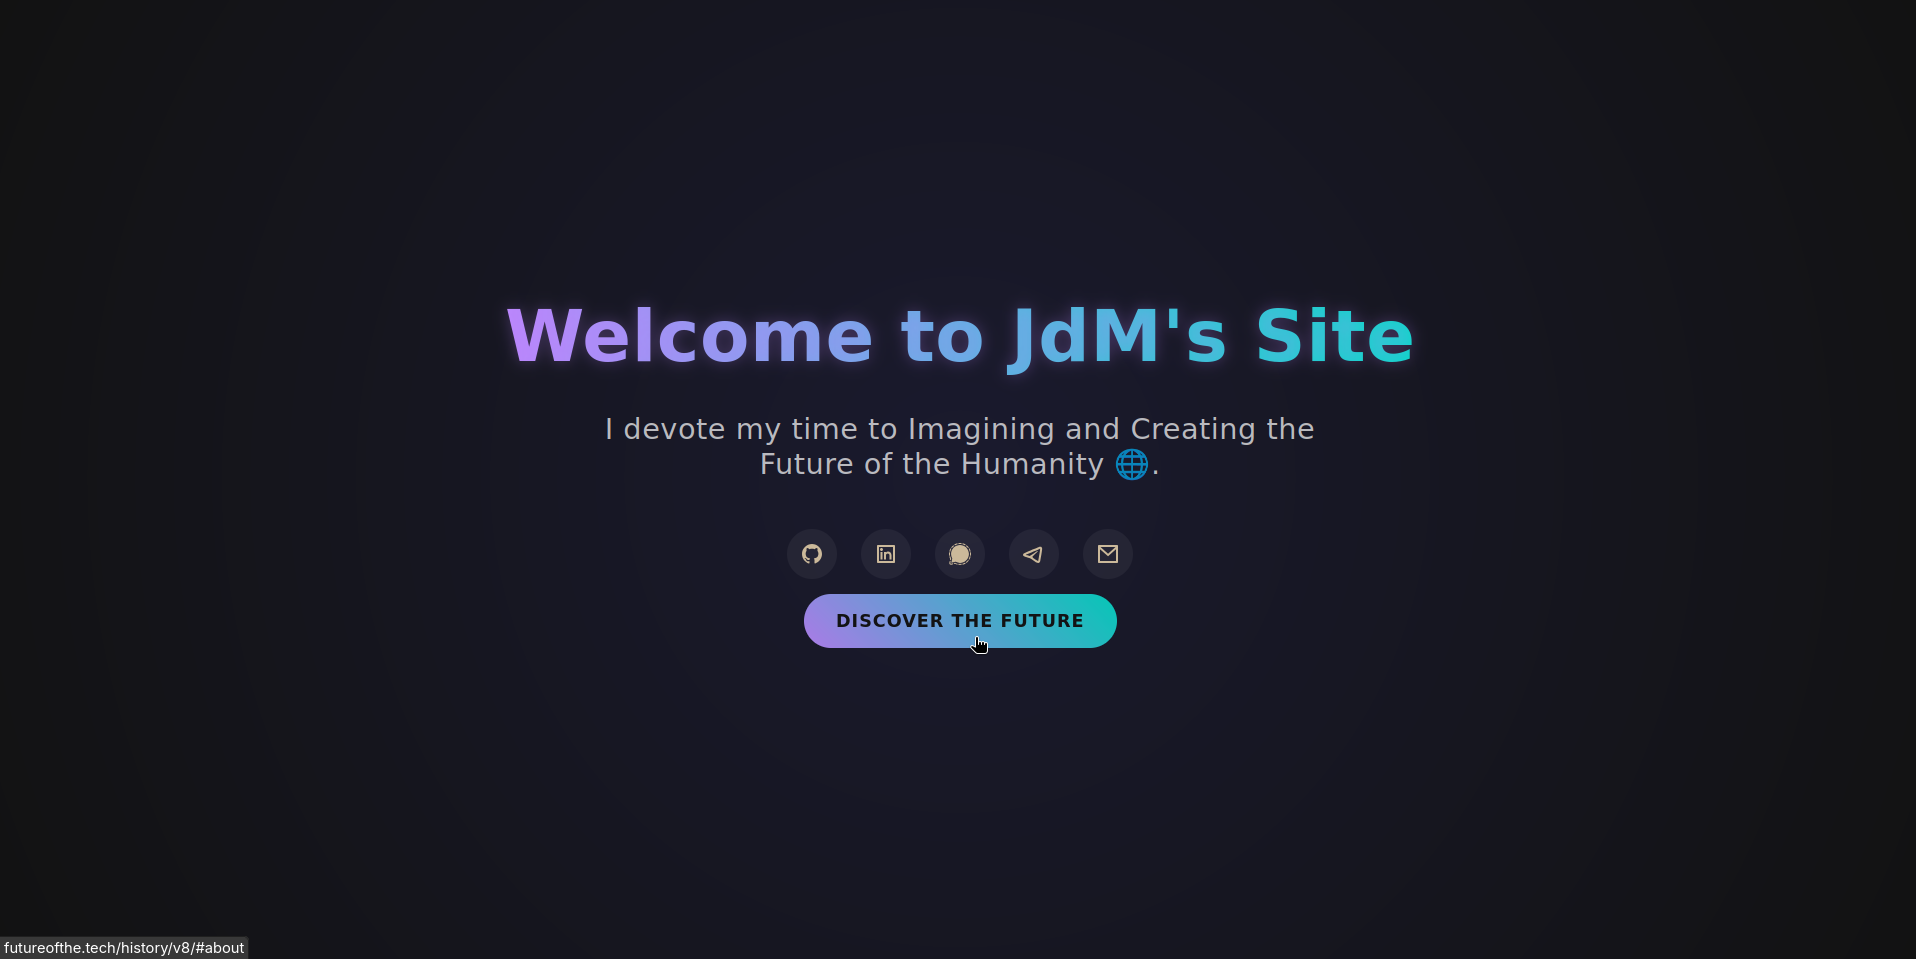 Welcome to JdM's Site
I devote my time to Imagining and Creating the
Future of the Humanity 🌐.
DISCOVER THE FUTURE
futureofthe.tech/history/v8/#about